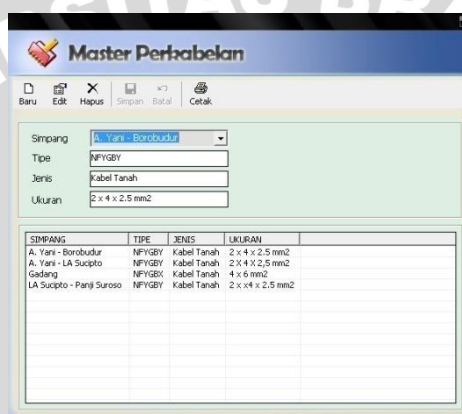 Master Perkabelan
Baru Edit Hapus Simpan Batal Cetak
Simpang A. Yani - Borobudur
Tipe NFYGBY
Jenis Kabel Tanah
Ukuran 2 x 4 x 2.5 mm2
SIMPANG TIPE JENIS UKURAN
A. Yani - Borobudur NFYGBY Kabel Tanah 2 x 4 x 2.5 mm2
A. Yani - LA Sucipto NFYGBY Kabel Tanah 2 X 4 X 2,5 mm2
Gadang NFYGBX Kabel Tanah 4 x 6 mm2
LA Sucipto - Panji Suroso NFYGBY Kabel Tanah 2 x x4 x 2.5 mm2